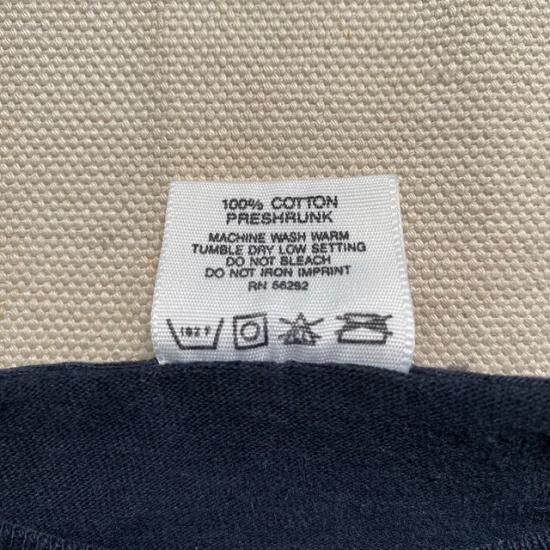 100% COTTON
PRESHRUNK
MACHINE WASH WARM
TUMBLE DRY LOW SETTING
DO NOT BLEACH
DO NOT IRON IMPRINT
RN 56292